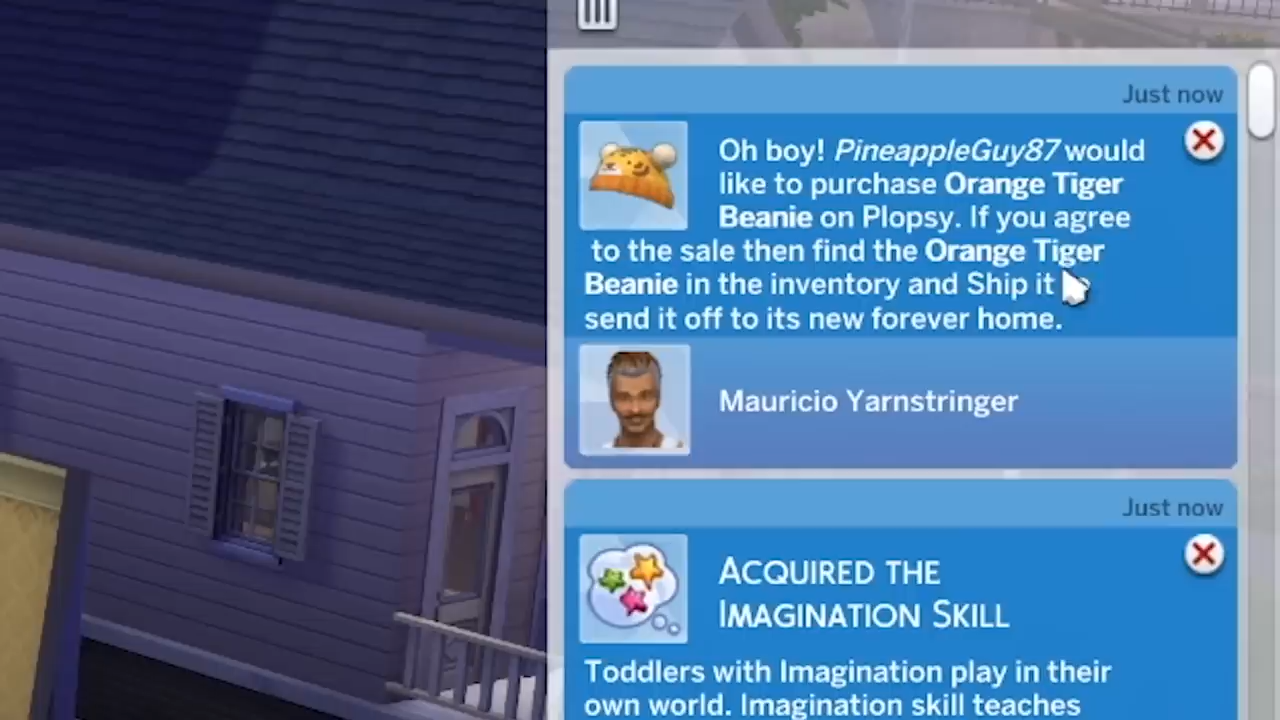 Just now
Oh boy! PineappleGuy87 would
like to purchase Orange Tiger
Beanie on Plopsy. If you agree
to the sale then find the Orange Tiger
Beanie in the inventory and Ship it
send it off to its new forever home.
Mauricio Yarnstringer
Just now
ACQUIRED THE
IMAGINATION SKILL
Toddlers with Imagination play in their
own world. Imagination skill teaches